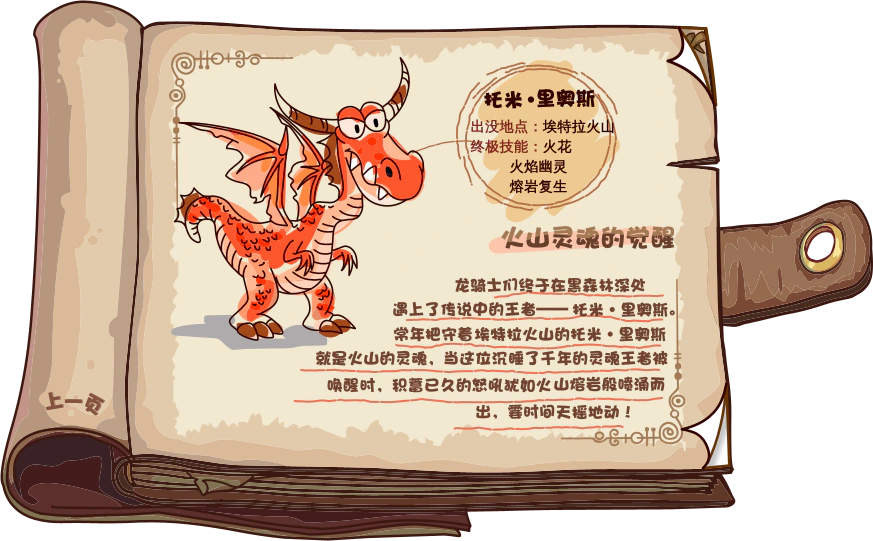 托米·里奥斯
出没地点：埃特拉火山
终极技能：火花
火焰幽灵
熔岩复生
火山灵魂的觉醒
龙骑士们终于在黑森林深处
遇上了传说中的王者——托米·里奥斯。
常年把守着埃特拉火山的托米·里奥斯
就是火山的灵魂，当这位沉睡了千年的灵魂王者被
唤醒时，积蓄已久的怒吼犹如火山熔岩般喷涌而
出，霎时间天摇地动！
上一页